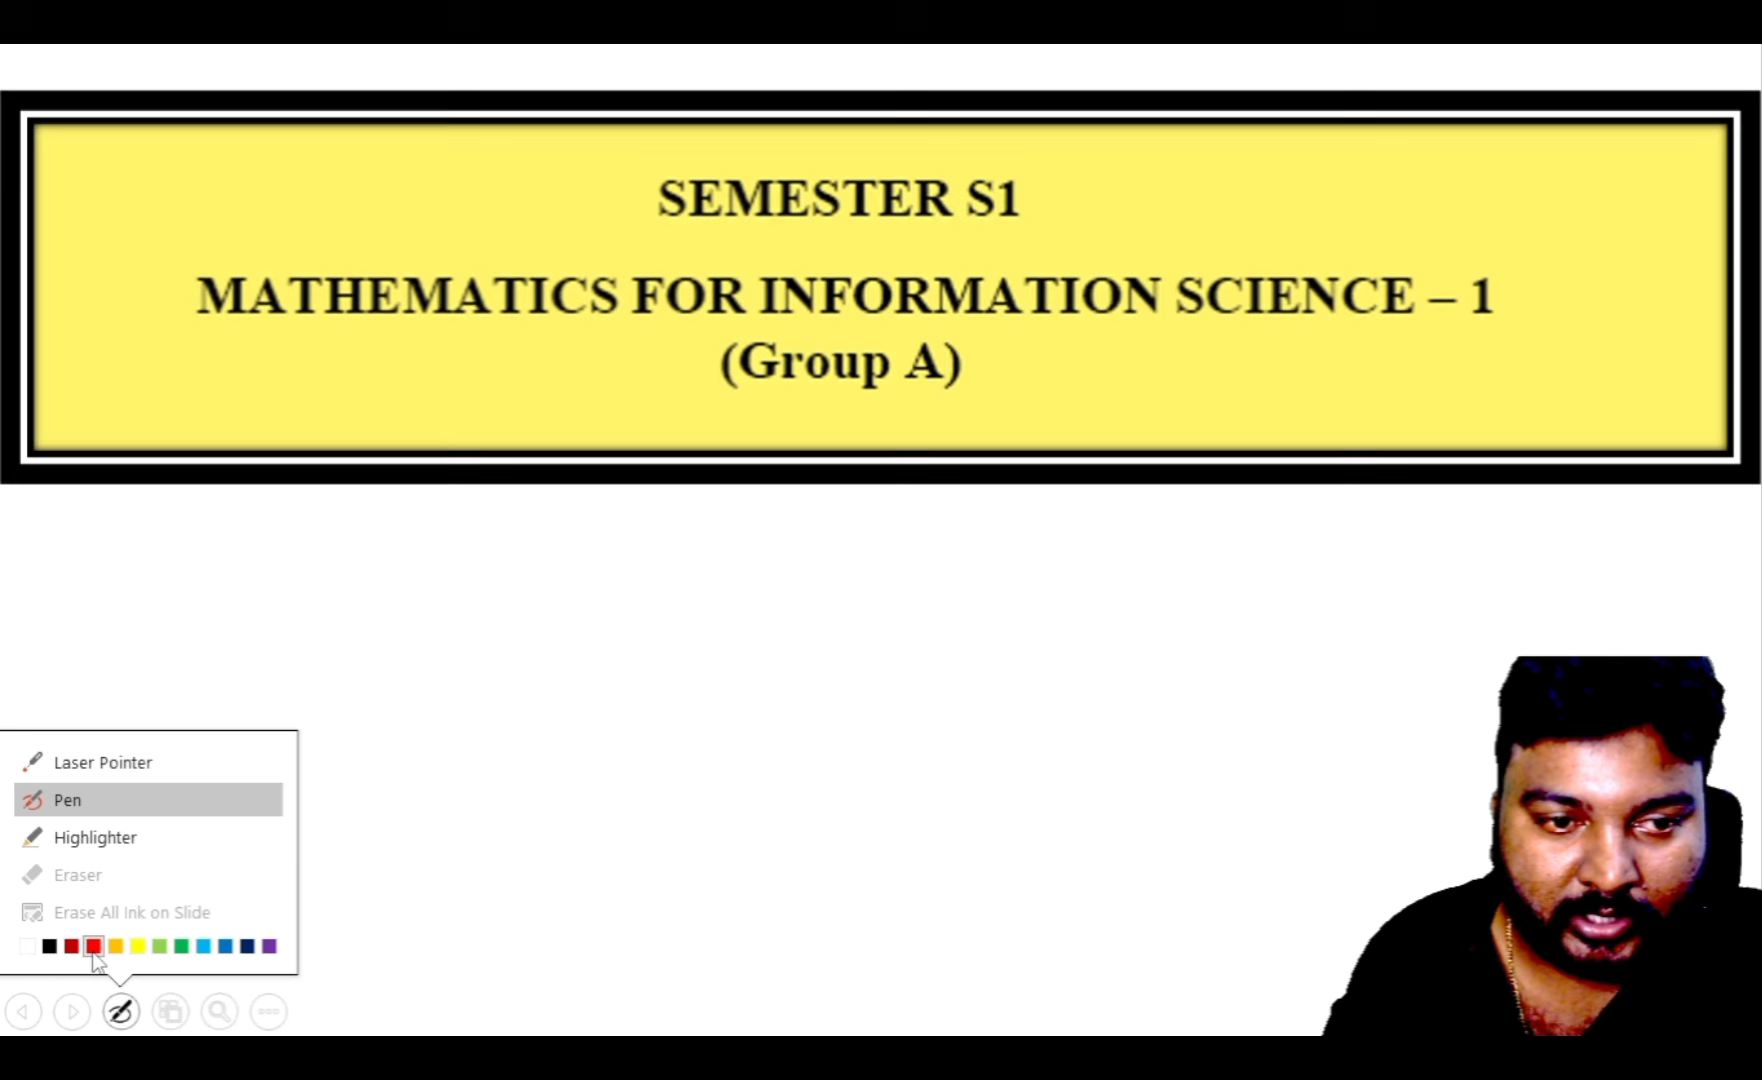 SEMESTER S1
MATHEMATICS FOR INFORMATION SCIENCE – 1
(Group A)
Laser Pointer
Pen
Highlighter
Eraser
Erase All Ink on Slide